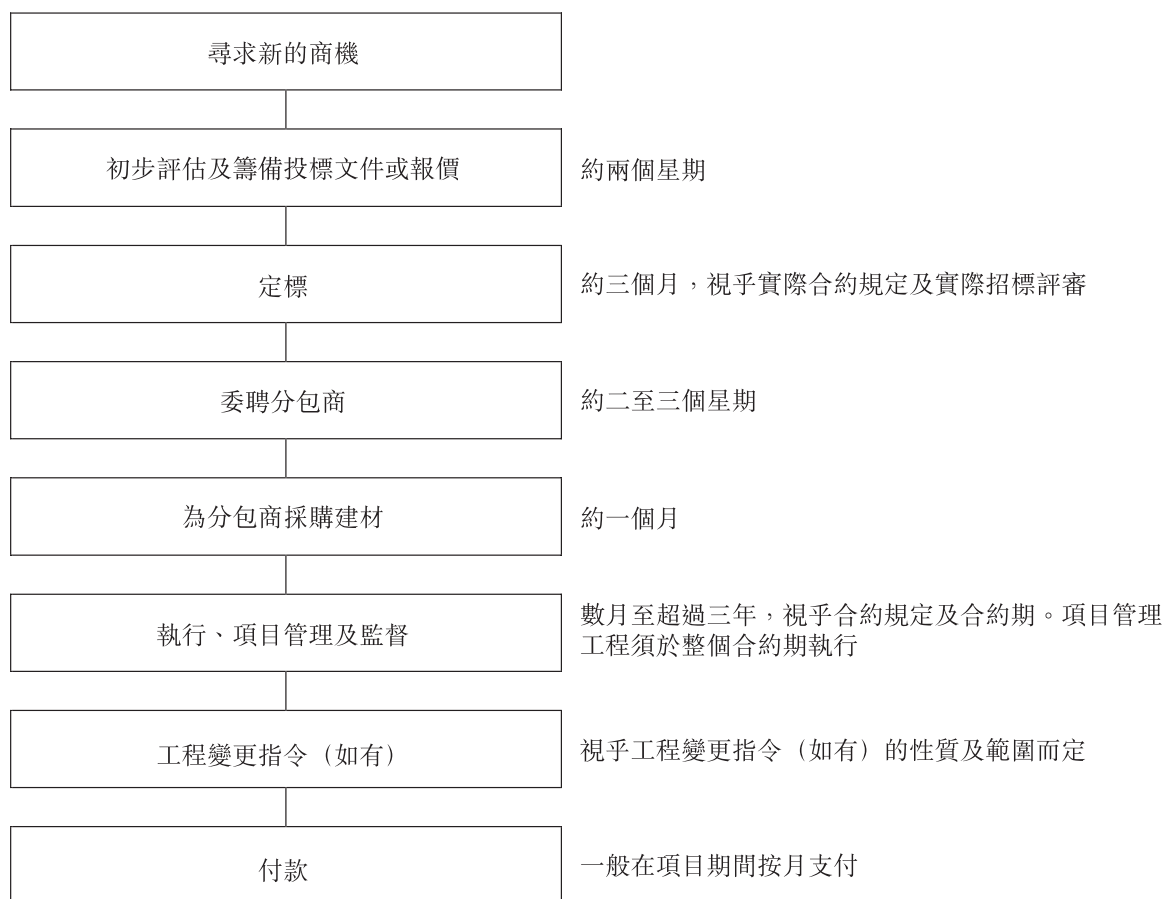 尋求新的商機
初步評估及籌備投標文件或報價
約兩個星期
定標
約三個月，視乎實際合約規定及實際招標評審
委聘分包商
約二至三個星期
為分包商採購建材
約一個月
執行、項目管理及監督
數月至超過三年，視乎合約規定及合約期。項目管理
工程須於整個合約期執行
工程變更指令（如有）
視乎工程變更指令（如有）的性質及範圍而定
付款
一般在項目期間按月支付